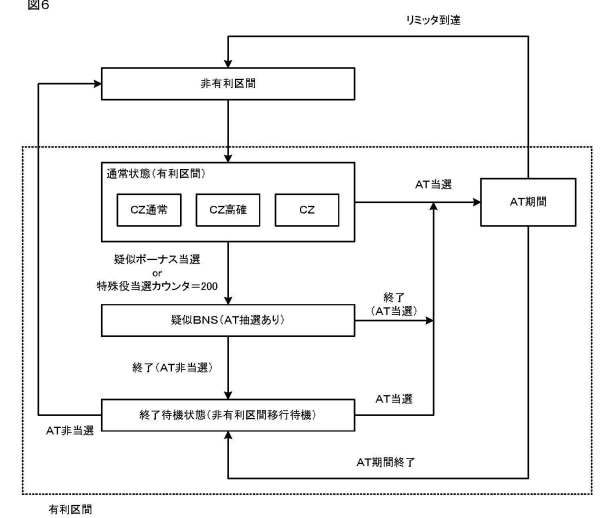 図6
リミッタ到達
非有利区間
通常状態(有利区間)
CZ通常
CZ高確
CZ
AT当選
AT期間
疑似ボーナス当選
or
特殊役当選カウンタ=200
終了
(AT当選)
疑似BNS(AT抽選あり)
終了(AT非当選)
AT当選
終了待機状態(非有利区間移行待機)
AT非当選
AT期間終了
有利区間